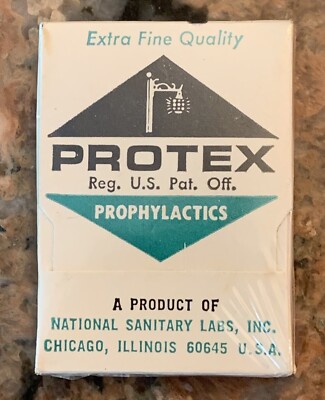 Extra Fine Quality
PROTEX
Reg. U.S. Pat. Off.
PROPHYLACTICS
A PRODUCT OF
NATIONAL SANITARY LABS, INC.
CHICAGO, ILLINOIS 60645 U.S.A.